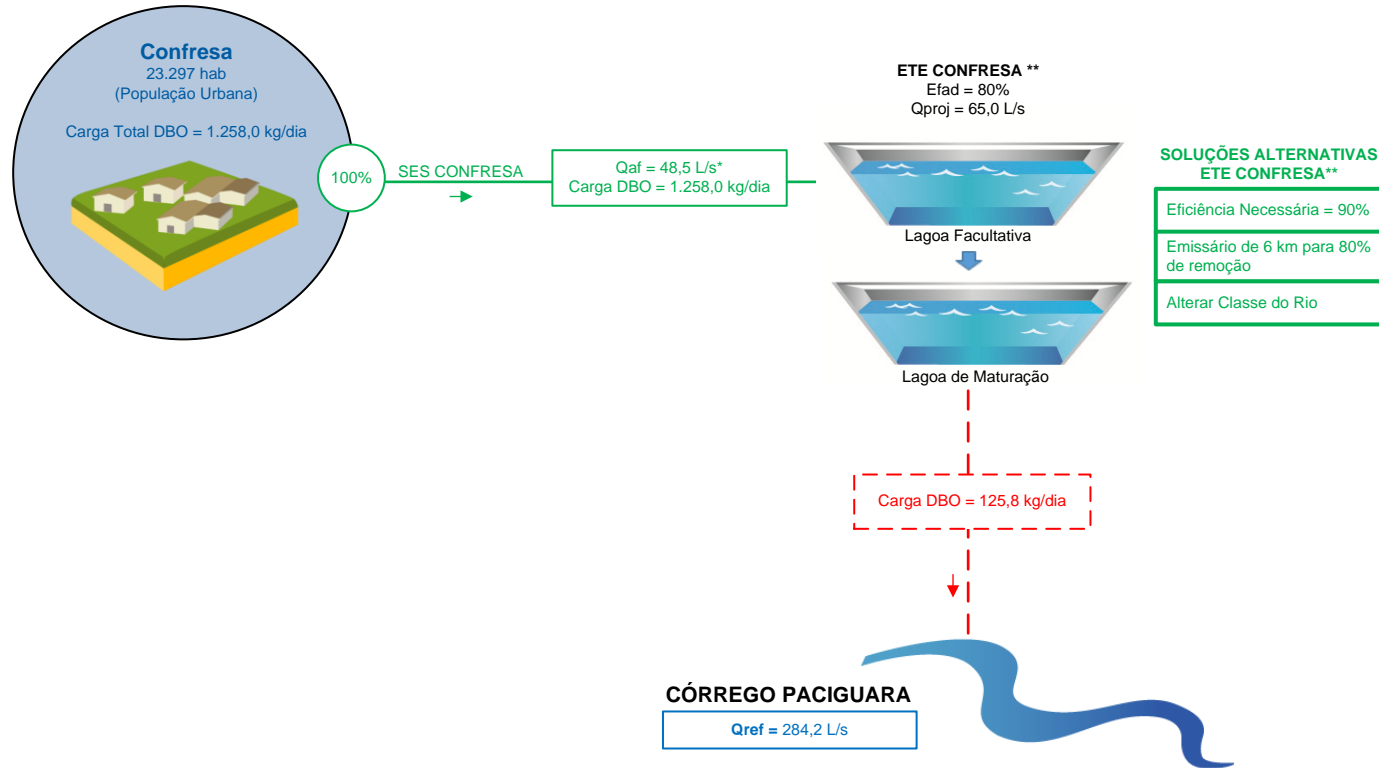 Confresa
23.297 hab
(População Urbana)
Carga Total DBO = 1.258,0 kg/dia
100%
SES CONFRESA
Qaf = 48,5 L/s*
Carga DBO = 1.258,0 kg/dia
ETE CONFRESA **
Efad = 80%
Qproj = 65,0 L/s
Lagoa Facultativa
Lagoa de Maturação
SOLUÇÕES ALTERNATIVAS
ETE CONFRESA**
Eficiência Necessária = 90%
Emissário de 6 km para 80%
de remoção
Alterar Classe do Rio
Carga DBO = 125,8 kg/dia
CÓRREGO PACIGUARA
Qref = 284,2 L/s